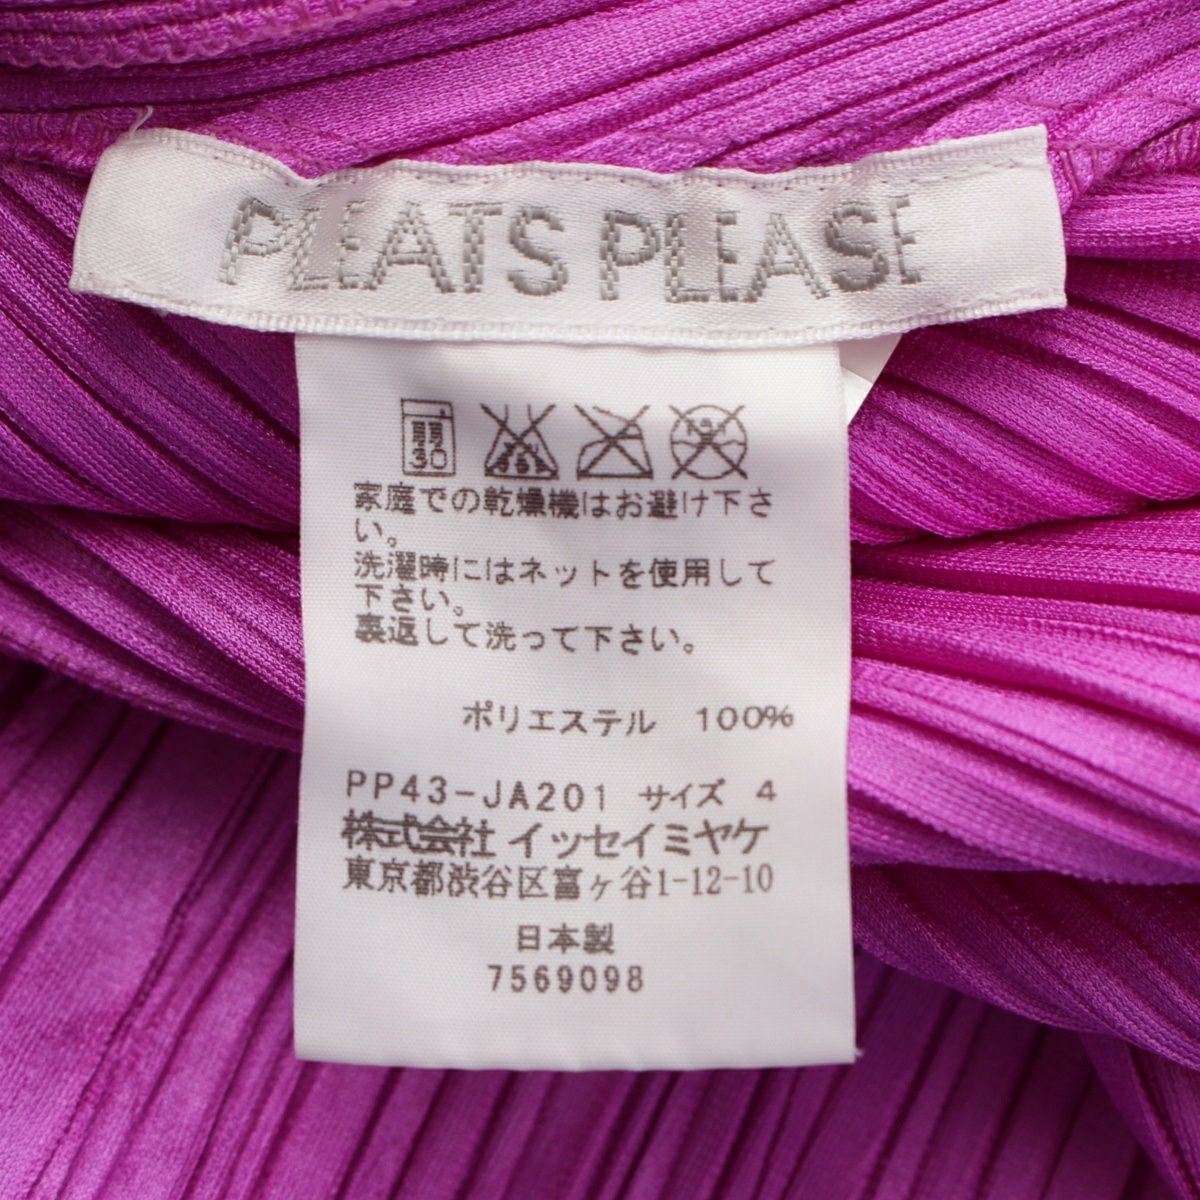 PLEATS PLEASE
弱
30
家庭での乾燥機はお避け下さ
い。
洗濯時にはネットを使用して
下さい。
裏返して洗って下さい。
ポリエステル 100%
PP43-JA201 サイズ 4
株式会社 イッセイミヤケ
東京都渋谷区富ヶ谷1-12-10
日本製
7569098